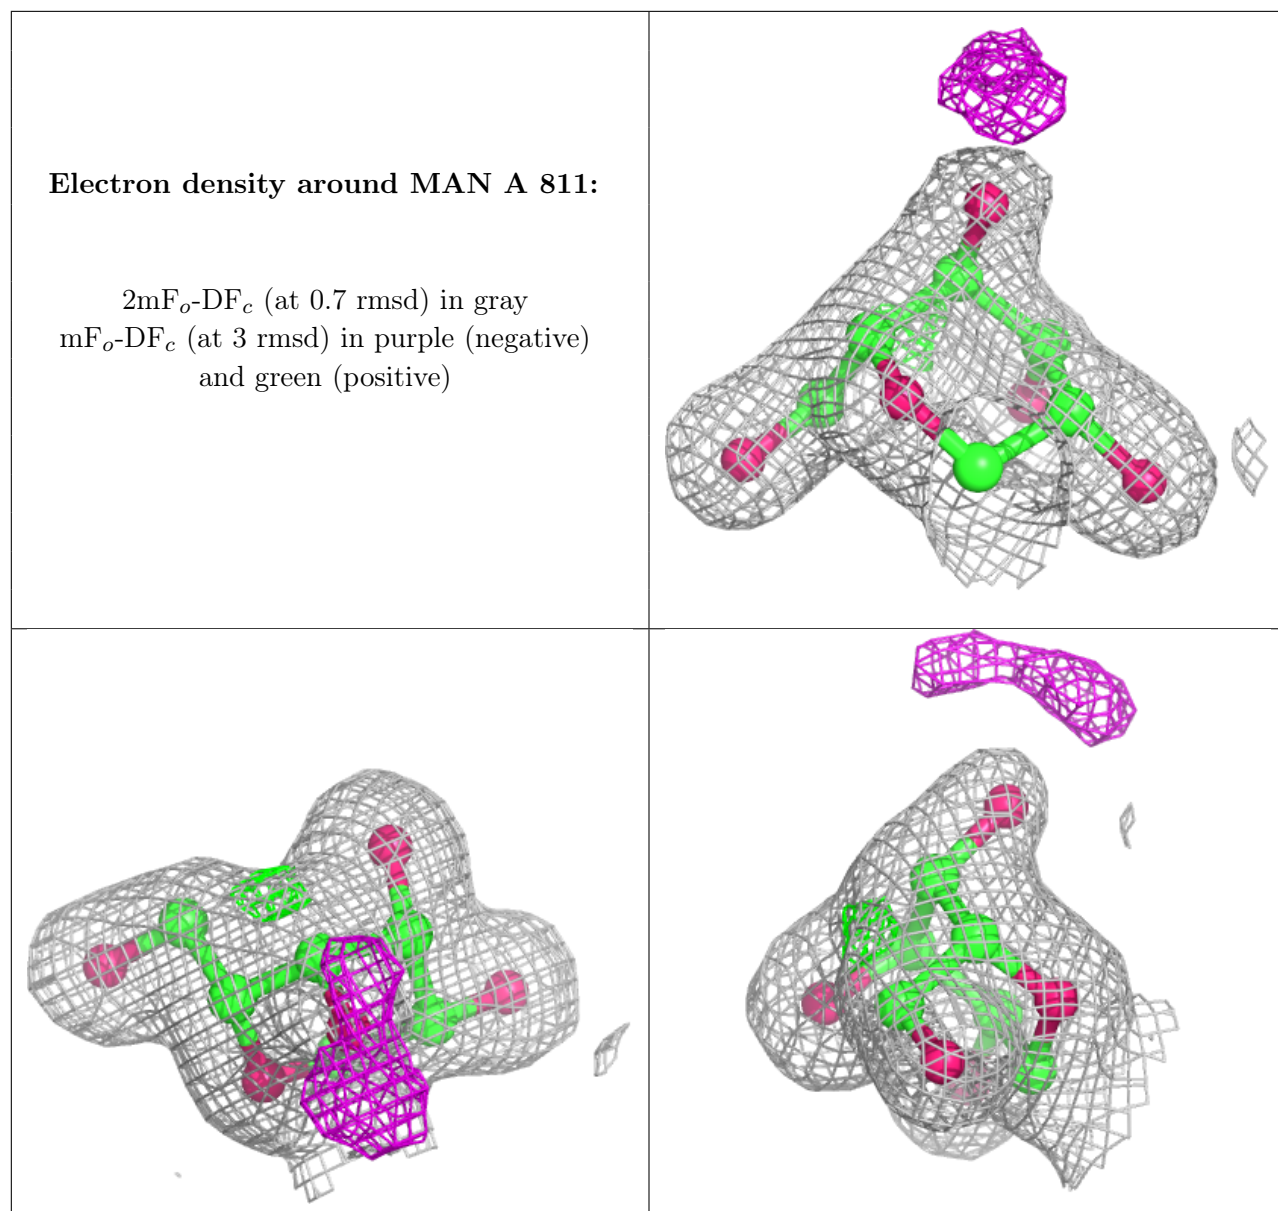 Electron density around MAN A 811:
2mFo-DFc (at 0.7 rmsd) in gray
mFo-DFc (at 3 rmsd) in purple (negative)
and green (positive)